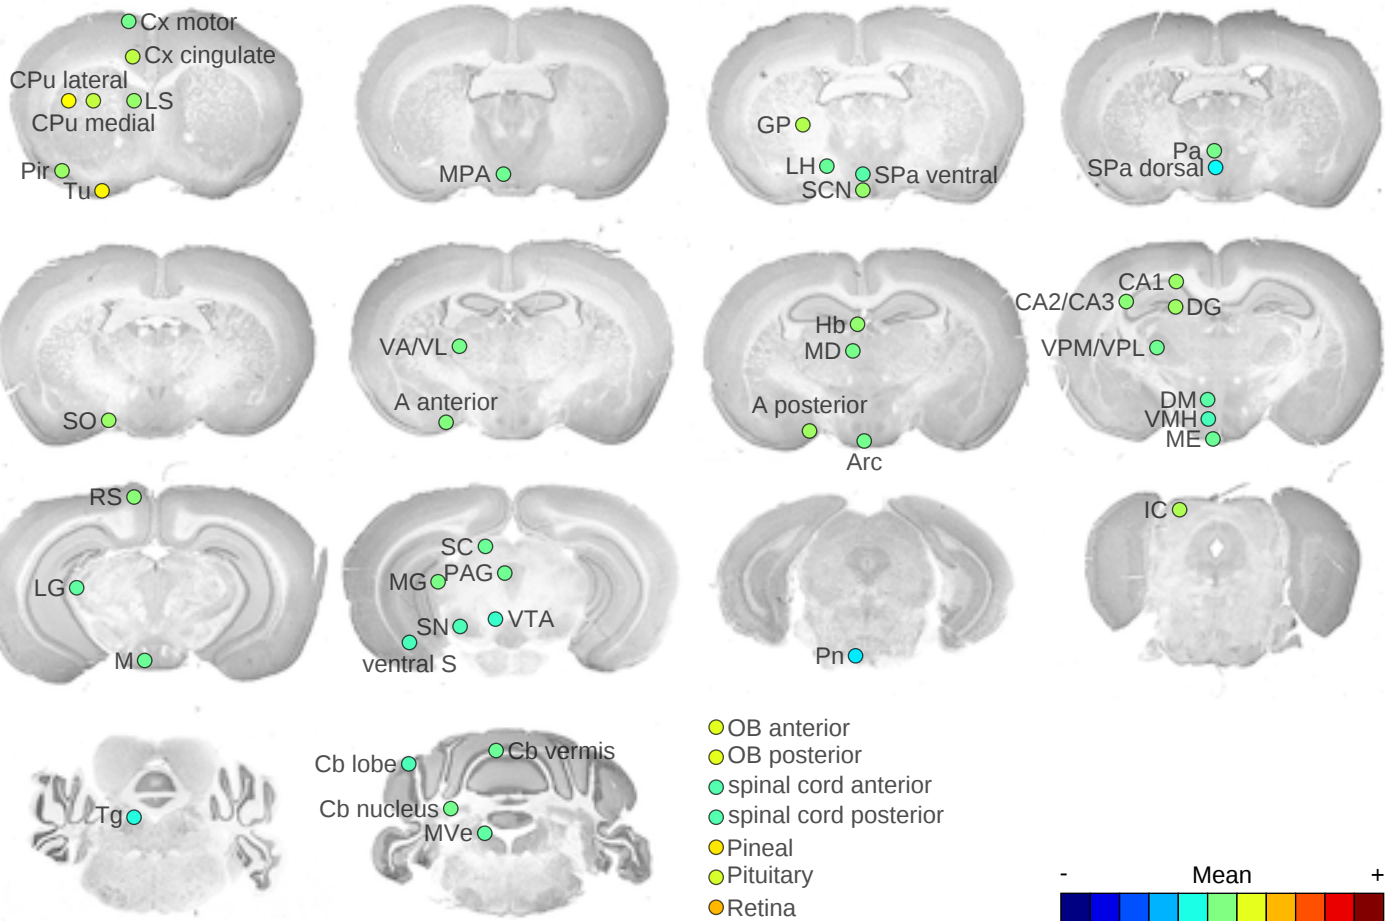 Cx motor
Cx cingulate
CPu lateral
LS
CPu medial
Pir
Tu
MPA
GP
LH
SPa ventral
SCN
Pa
SPa dorsal
SO
VA/VL
A anterior
Hb
MD
A posterior
Arc
CA1
CA2/CA3
DG
VPM/VPL
DM
VMH
ME
RS
LG
M
SC
MG
PAG
SN
VTA
ventral S
Pn
IC
Tg
Cb lobe
Cb vermis
Cb nucleus
MVe
OB anterior
OB posterior
spinal cord anterior
spinal cord posterior
Pineal
Pituitary
Retina
- Mean +